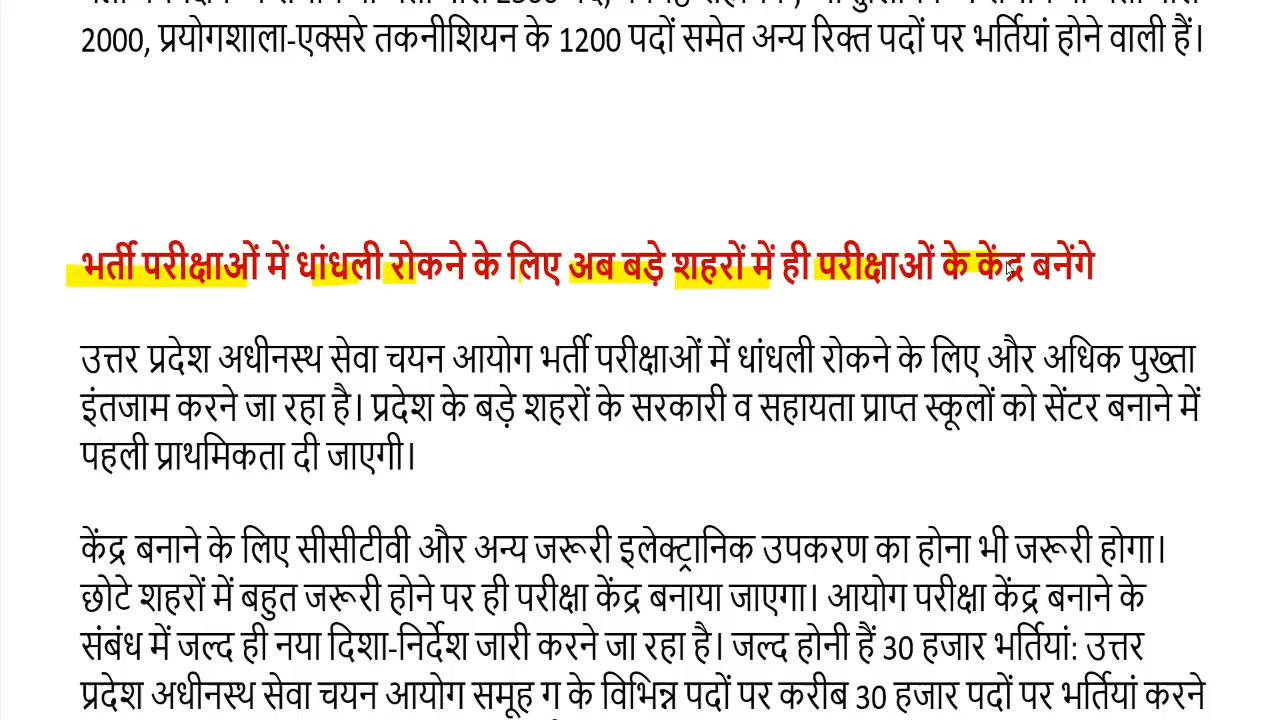 2000, प्रयोगशाला-एक्सरे तकनीशियन के 1200 पदों समेत अन्य रिक्त पदों पर भर्तियां होने वाली हैं।
भर्ती परीक्षाओं में धांधली रोकने के लिए अब बड़े शहरों में ही परीक्षाओं के केंद्र बनेंगे
उत्तर प्रदेश अधीनस्थ सेवा चयन आयोग भर्ती परीक्षाओं में धांधली रोकने के लिए और अधिक पुख्ता
इंतजाम करने जा रहा है। प्रदेश के बड़े शहरों के सरकारी व सहायता प्राप्त स्कूलों को सेंटर बनाने में
पहली प्राथमिकता दी जाएगी।
केंद्र बनाने के लिए सीसीटीवी और अन्य जरूरी इलेक्ट्रानिक उपकरण का होना भी जरूरी होगा।
छोटे शहरों में बहुत जरूरी होने पर ही परीक्षा केंद्र बनाया जाएगा। आयोग परीक्षा केंद्र बनाने के
संबंध में जल्द ही नया दिशा-निर्देश जारी करने जा रहा है। जल्द होनी हैं 30 हजार भर्तियां: उत्तर
प्रदेश अधीनस्थ सेवा चयन आयोग समूह ग के विभिन्न पदों पर करीब 30 हजार पदों पर भर्तियां करने